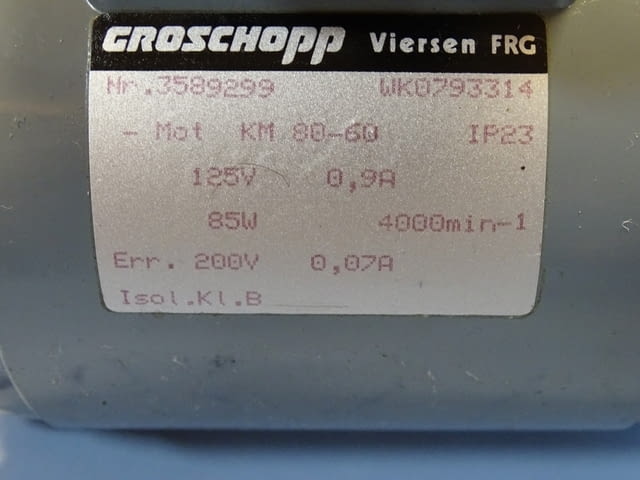 GROSCHOPP Viersen FRG
Nr.3589299 WK0793314
- Mot KM 80-60 IP23
125V 0,9A
85W 4000min-1
Err. 200V 0,07A
Isol.Kl.B